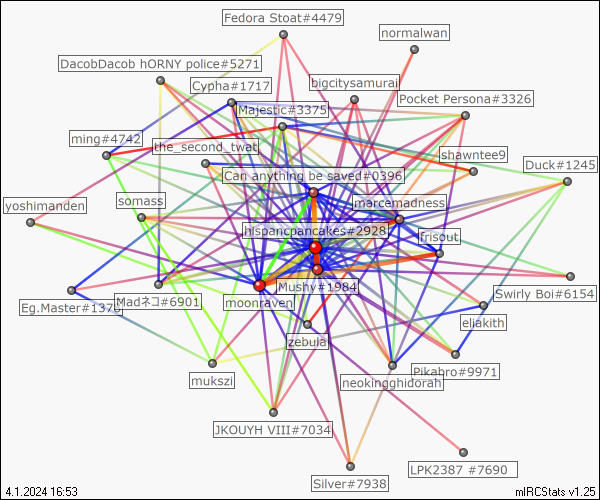 Fedora Stoat#4479
normalwan
DacobDacob hORNY police#5271
Cypha#1717
bigcitysamurai
Majestic#3375
Pocket Persona#3326
ming#4742
the_second_twat
shawntee9
Duck#1245
Can anything be saved#0396
yoshimanden
somass
marcemadness
hispanicpancakes#2928
frisout
Mushy#1984
Swirly Boi#6154
Eg.Master#1376
Madネコ#6901
moonraven
eliakith
zebulaj
Pikabro#9971
mukszi
neokingghidorah
JKOUYH VIII#7034
LPK2387 #7690
Silver#7938
4.1.2024 16:53
mIRCStats v1.25